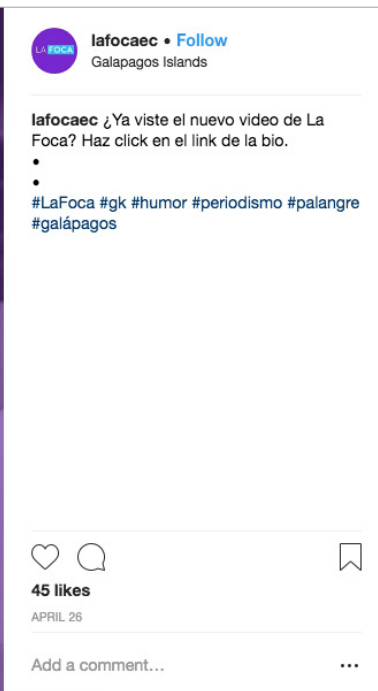 LA FOCA
lafocaec • Follow
Galapagos Islands
lafocaec ¿Ya viste el nuevo video de La
Foca? Haz click en el link de la bio.
•
•
#LaFoca #gk #humor #periodismo #palangre
#galápagos
45 likes
APRIL 26
Add a comment...